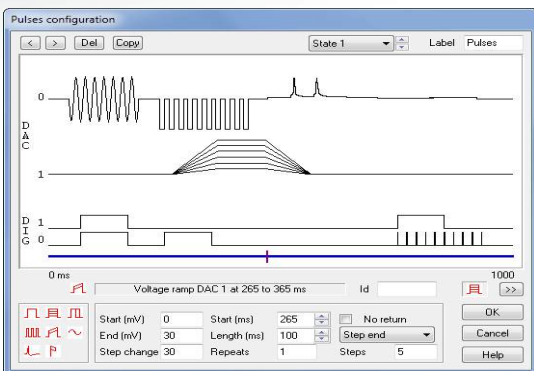 Pulses configuration
< > Del Copy State 1 Label Pulses
0
DAC
1
DIG
1
0
0 ms 1000
Voltage ramp DAC 1 at 265 to 365 ms Id >>
Start (mV) 0 Start (ms) 265 No return OK
End (mV) 30 Length (ms) 100 Step end Cancel
Step change 30 Repeats 1 Steps 5 Help